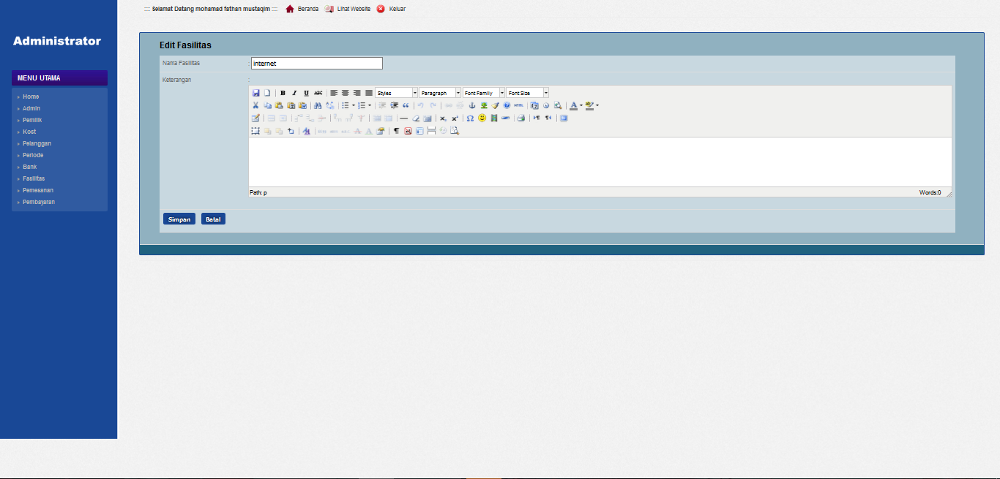 :::: Selamat Datang mohamad fathan mustaqim :::: Beranda Lihat Website Keluar
Administrator
MENU UTAMA
Home
Admin
Pemilik
Kost
Pelanggan
Periode
Bank
Fasilitas
Pemesanan
Pembayaran
Edit Fasilitas
Nama Fasilitas : internet
Keterangan :
B I U ABC Styles Paragraph Font Family Font Size
HTML
Path: p Words:0
Simpan Batal